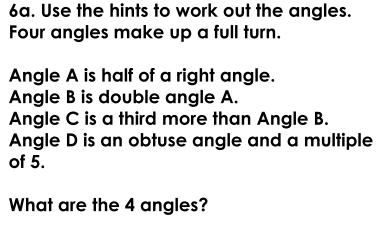 6a. Use the hints to work out the angles.
Four angles make up a full turn.
Angle A is half of a right angle.
Angle B is double angle A.
Angle C is a third more than Angle B.
Angle D is an obtuse angle and a multiple
of 5.
What are the 4 angles?